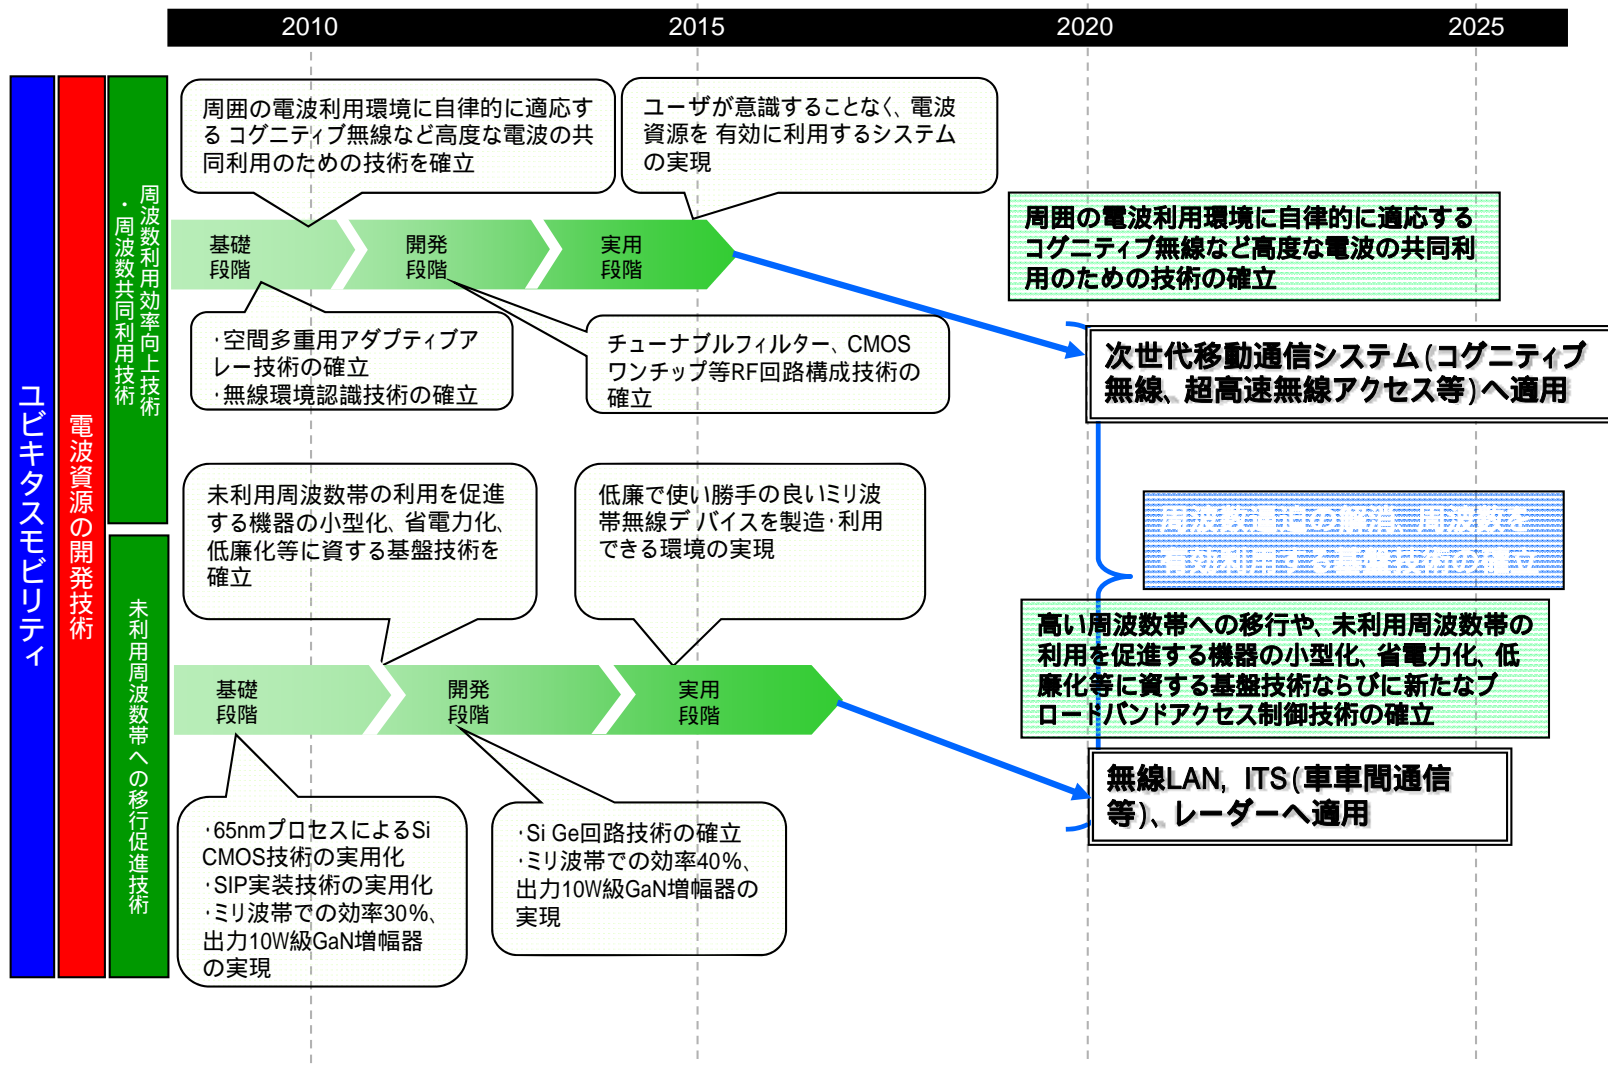 2010
2015
2020
2025
ユビキタスモビリティ
電波資源の開発技術
周波数利用効率向上技術
・周波数共同利用技術
周囲の電波利用環境に自律的に適応す
る コグニティブ無線など高度な電波の共
同利用のための技術を確立
ユーザが意識することなく、電波
資源を 有効に利用するシステム
の実現
基礎
段階
開発
段階
実用
段階
・空間多重用アダプティブア
レー技術の確立
・無線環境認識技術の確立
チューナブルフィルター、CMOS
ワンチップ等RF回路構成技術の
確立
周囲の電波利用環境に自律的に適応する
コグニティブ無線など高度な電波の共同利
用のための技術の確立
次世代移動通信システム(コグニティブ
無線、超高速無線アクセス等)へ適用
未利用周波数帯への移行促進技術
未利用周波数帯の利用を促進
する機器の小型化、省電力化、
低廉化等に資する基盤技術を
確立
低廉で使い勝手の良いミリ波
帯無線デバイスを製造・利用
できる環境の実現
基礎
段階
開発
段階
実用
段階
・65nmプロセスによるSi
CMOS技術の実用化
・SIP実装技術の実用化
・ミリ波帯での効率30%、
出力10W級GaN増幅器
の実現
・Si Ge回路技術の確立
・ミリ波帯での効率40%、
出力10W級GaN増幅器の
実現
高い周波数帯への移行や、未利用周波数帯の
利用を促進する機器の小型化、省電力化、低
廉化等に資する基盤技術ならびに新たなブ
ロードバンドアクセス制御技術の確立
無線LAN, ITS(車車間通信
等)、レーダーへ適用